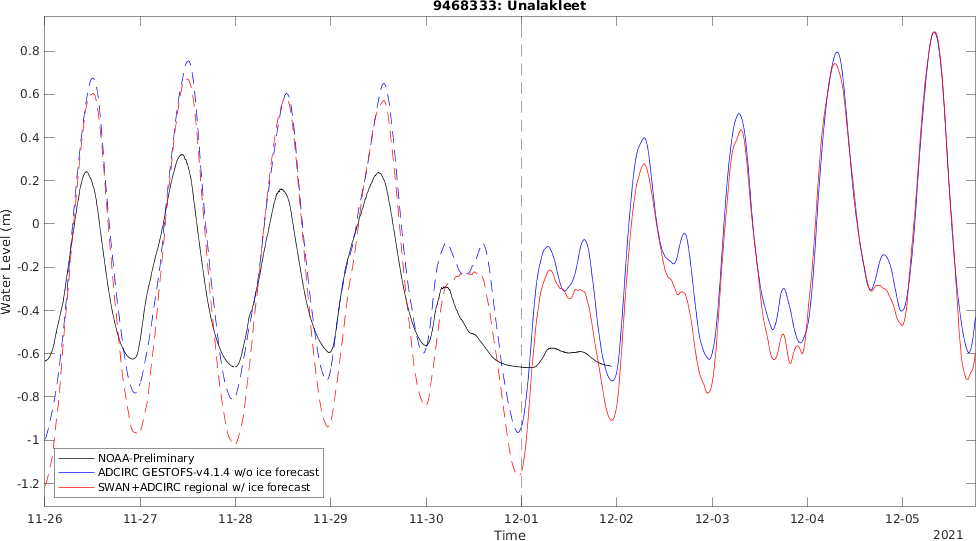 9468333: Unalakleet
Water Level (m)
0.8
0.6
0.4
0.2
0
-0.2
-0.4
-0.6
-0.8
-1
-1.2
NOAA-Preliminary
ADCIRC GESTOFS-v4.1.4 w/o ice forecast
SWAN+ADCIRC regional w/ ice forecast
11-26 11-27 11-28 11-29 11-30 12-01 12-02 12-03 12-04 12-05
Time
2021